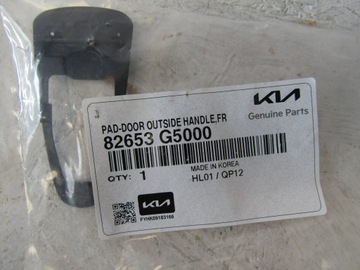 KIA
Genuine Parts
PAD-DOOR OUTSIDE HANDLE,FR
82653 G5000
QTY: 1
MADE IN KOREA
HL01 / QP12
KIA